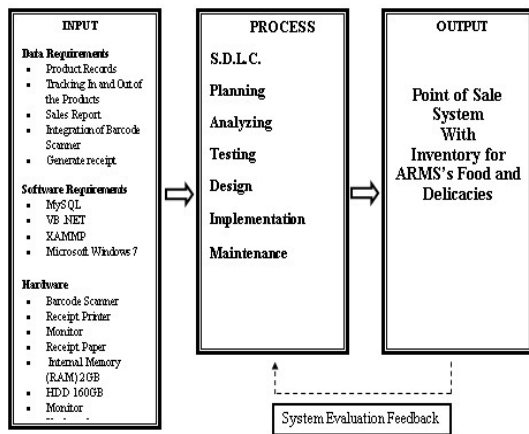 INPUT
Data Requirements
Product Records
Tracking In and Out of
the Products
Sales Report
Integration of Barcode
Scanner
Generate receipt
Software Requirements
MySQL
VB .NET
XAMMP
Microsoft Windows 7
Hardware
Barcode Scanner
Receipt Printer
Monitor
Receipt Paper
Internal Memory
(RAM) 2GB
HDD 160GB
Monitor
PROCESS
S.D.L.C.
Planning
Analyzing
Testing
Design
Implementation
Maintenance
OUTPUT
Point of Sale
System
With
Inventory for
ARMS's Food and
Delicacies
System Evaluation Feedback